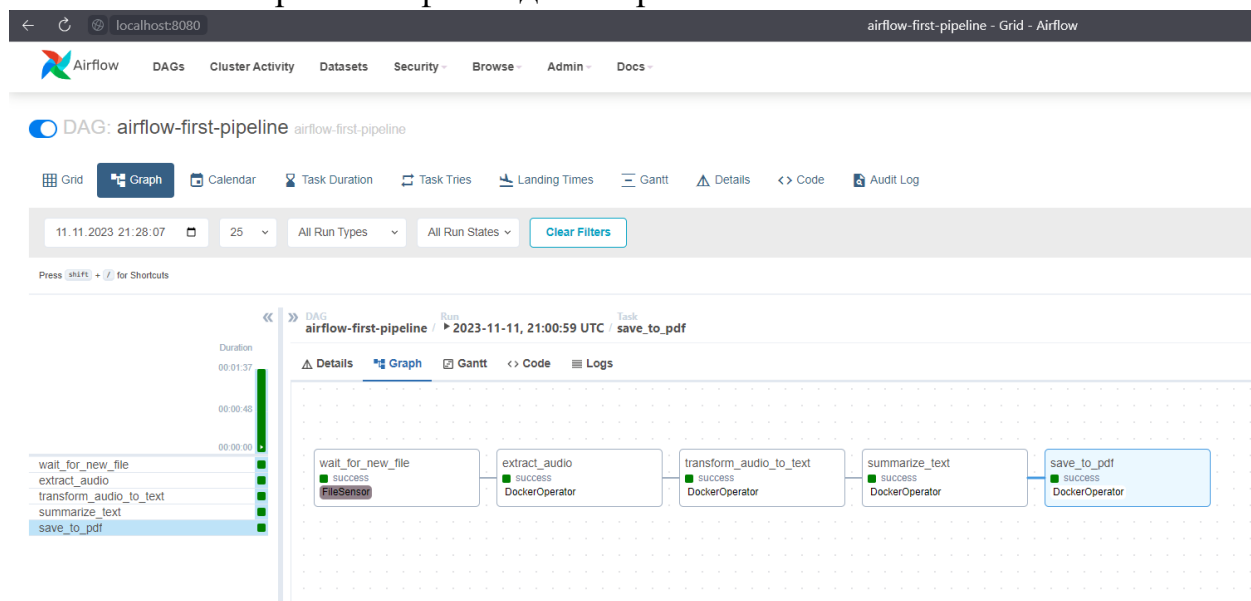 localhost:8080
airflow-first-pipeline - Grid - Airflow
Airflow DAGs Cluster Activity Datasets Security Browse Admin Docs
DAG: airflow-first-pipeline airflow-first-pipeline
Grid Graph Calendar Task Duration Task Tries Landing Times Gantt Details <> Code Audit Log
11.11.2023 21:28:07 25 All Run Types All Run States Clear Filters
Press shift + / for Shortcuts
DAG Run Task
airflow-first-pipeline / 2023-11-11, 21:00:59 UTC / save_to_pdf
Details Graph Gantt <> Code Logs
Duration
00:01:37
00:00:48
00:00:00
wait_for_new_file
extract_audio
transform_audio_to_text
summarize_text
save_to_pdf
wait_for_new_file
success
FileSensor
extract_audio
success
DockerOperator
transform_audio_to_text
success
DockerOperator
summarize_text
success
DockerOperator
save_to_pdf
success
DockerOperator